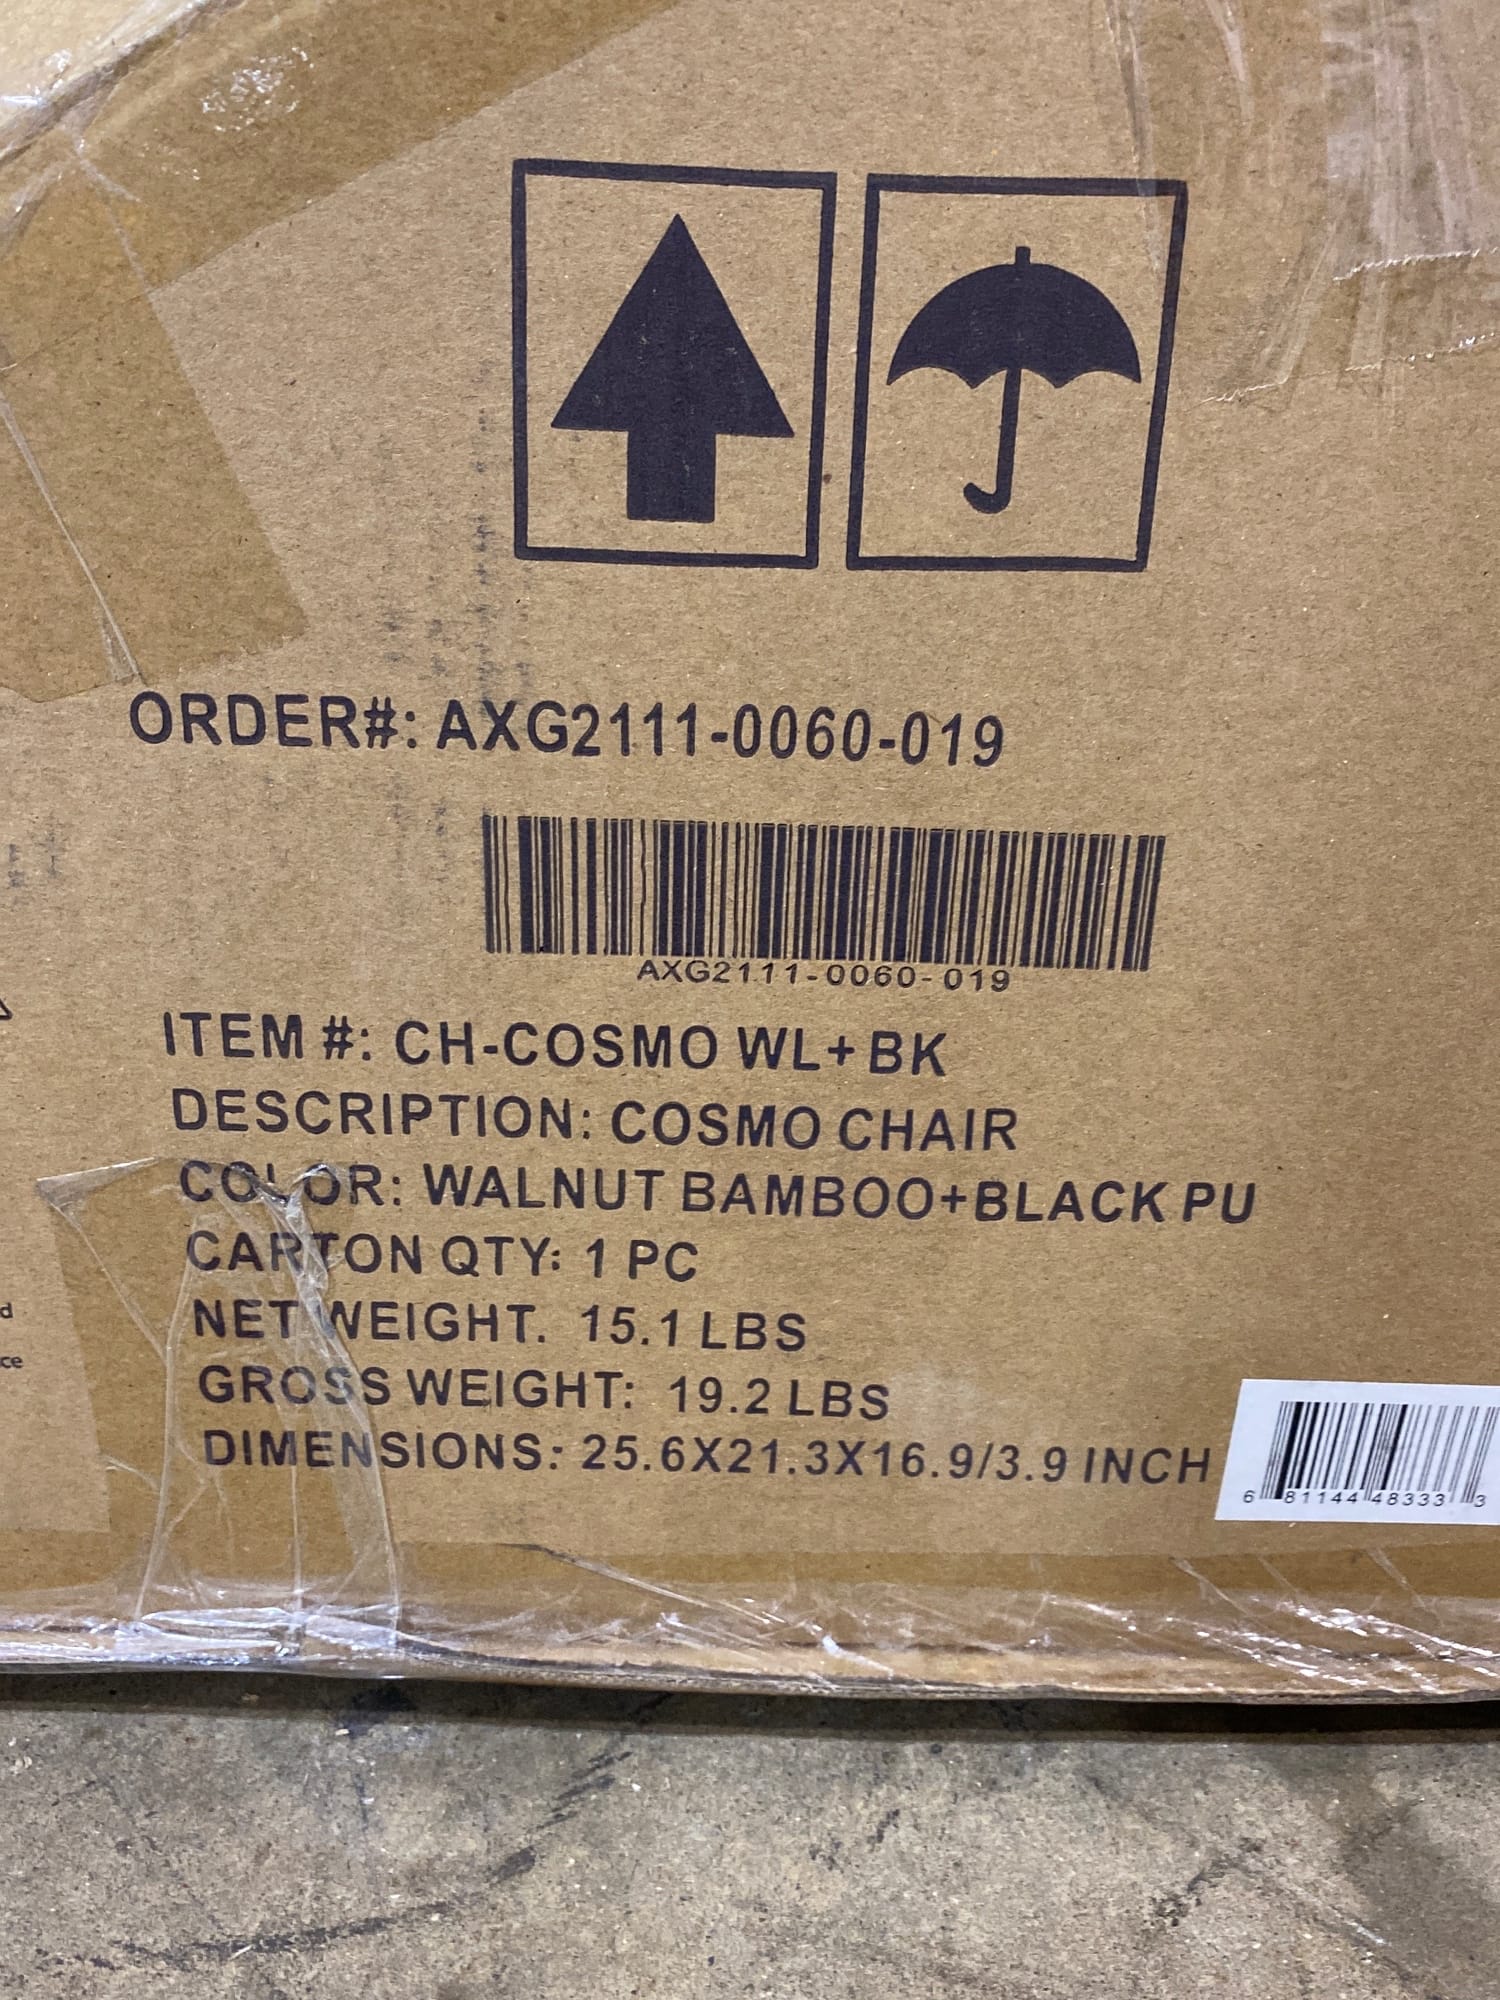 ORDER#: AXG2111-0060-019
AXG2111-0060-019
ITEM #: CH-COSMO WL+BK
DESCRIPTION: COSMO CHAIR
COLOR: WALNUT BAMBOO+BLACK PU
CARTON QTY: 1 PC
NET WEIGHT. 15.1 LBS
GROSS WEIGHT: 19.2 LBS
DIMENSIONS: 25.6X21.3X16.9/3.9 INCH
6 81144 48333 3